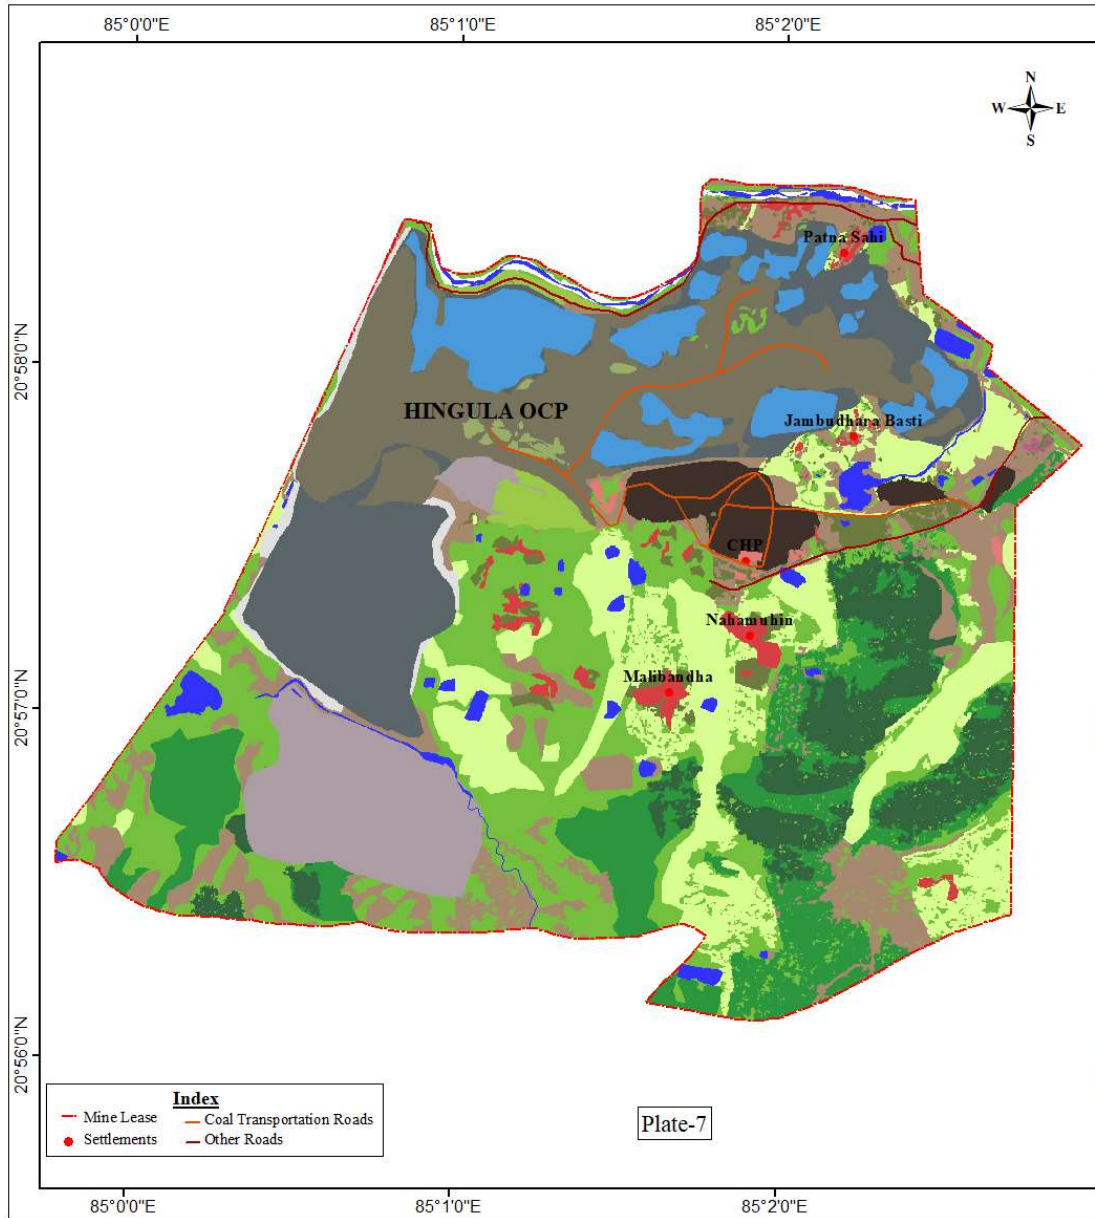 85°0'0"E 85°1'0"E 85°2'0"E
N
W E
S
Patna Sahi
20°58'0"N
HINGULA OCP
Jambudhara Basti
CHP
Nahamuhin
Malibandha
20°57'0"N
20°56'0"N
Index
Mine Lease
Coal Transportation Roads
Settlements
Other Roads
Plate-7
85°0'0"E 85°1'0"E 85°2'0"E